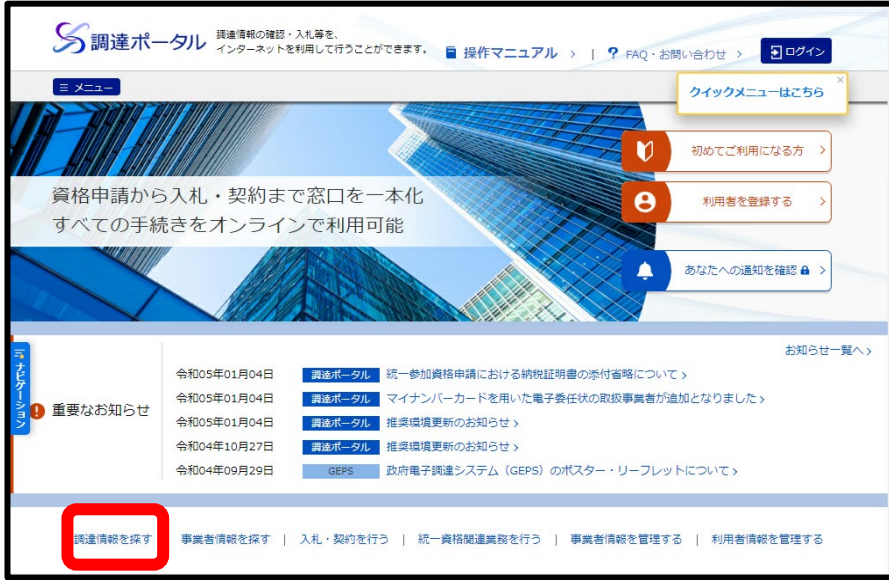 調達ポータル
調達情報の確認・入札等を、
インターネットを利用して行うことができます。
操作マニュアル > | ? FAQ・お問い合わせ > ログイン
≡ メニュー
クイックメニューはこちら ×
初めてご利用になる方 >
資格申請から入札・契約まで窓口を一本化
すべての手続きをオンラインで利用可能
利用者を登録する >
あなたへの通知を確認 >
お知らせ一覧へ >
ナビゲーション
! 重要なお知らせ
令和05年01月04日 調達ポータル 統一参加資格申請における納税証明書の添付省略について >
令和05年01月04日 調達ポータル マイナンバーカードを用いた電子委任状の取扱事業者が追加となりました >
令和05年01月04日 調達ポータル 推奨環境更新のお知らせ >
令和04年10月27日 調達ポータル 推奨環境更新のお知らせ >
令和04年09月29日 GEPS 政府電子調達システム（GEPS）のポスター・リーフレットについて >
調達情報を探す 事業者情報を探す | 入札・契約を行う | 統一資格関連業務を行う | 事業者情報を管理する | 利用者情報を管理する